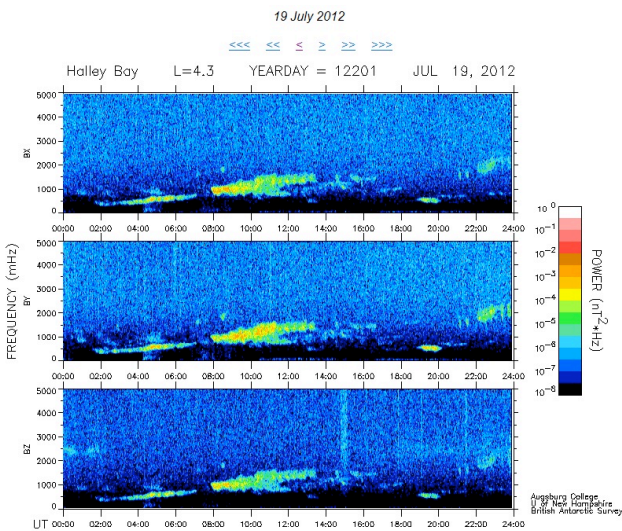 19 July 2012
<<< << < > >> >>>
Halley Bay L=4.3 YEARDAY = 12201 JUL 19, 2012
FREQUENCY (mHz)
BX
5000
4000
3000
2000
1000
0
00:00 02:00 04:00 06:00 08:00 10:00 12:00 14:00 16:00 18:00 20:00 22:00 24:00
BY
5000
4000
3000
2000
1000
0
00:00 02:00 04:00 06:00 08:00 10:00 12:00 14:00 16:00 18:00 20:00 22:00 24:00
BZ
5000
4000
3000
2000
1000
0
UT 00:00 02:00 04:00 06:00 08:00 10:00 12:00 14:00 16:00 18:00 20:00 22:00 24:00
10^0
10^-1
10^-2
10^-3
10^-4
10^-5
10^-6
10^-7
10^-8
POWER (nT^2*Hz)
Augsburg College
U of New Hampshire
British Antarctic Survey